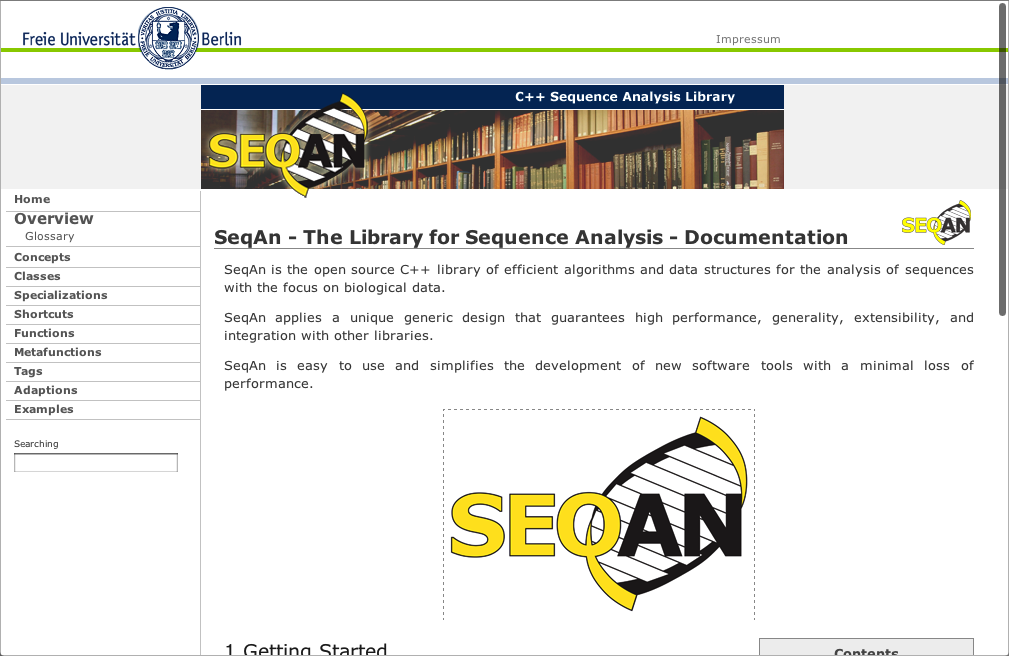 Freie Universität Berlin
Impressum
C++ Sequence Analysis Library
SEQAN
Home
Overview
Glossary
Concepts
Classes
Specializations
Shortcuts
Functions
Metafunctions
Tags
Adaptions
Examples
Searching
SEQAN
SeqAn - The Library for Sequence Analysis - Documentation
SeqAn is the open source C++ library of efficient algorithms and data structures for the analysis of sequences
with the focus on biological data.
SeqAn applies a unique generic design that guarantees high performance, generality, extensibility, and
integration with other libraries.
SeqAn is easy to use and simplifies the development of new software tools with a minimal loss of
performance.
SEQAN
1 Getting Started
Contents